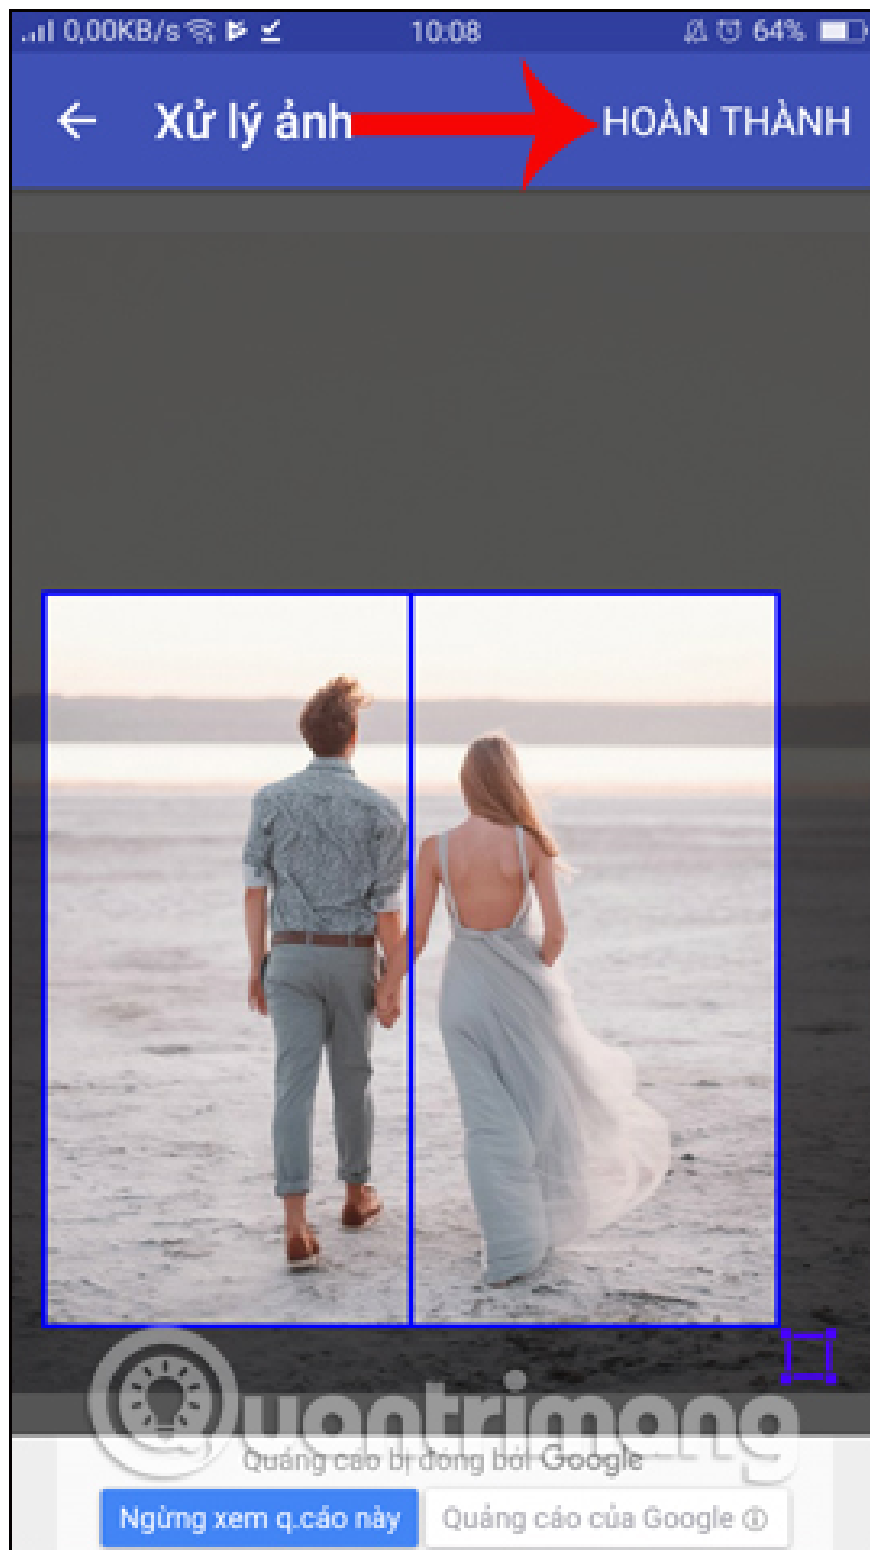 0,00KB/s 10:08 64%
Xử lý ảnh HOÀN THÀNH
Quantrimang
Quảng cáo bị đóng bởi Google
Ngừng xem q.cáo này Quảng cáo của Google